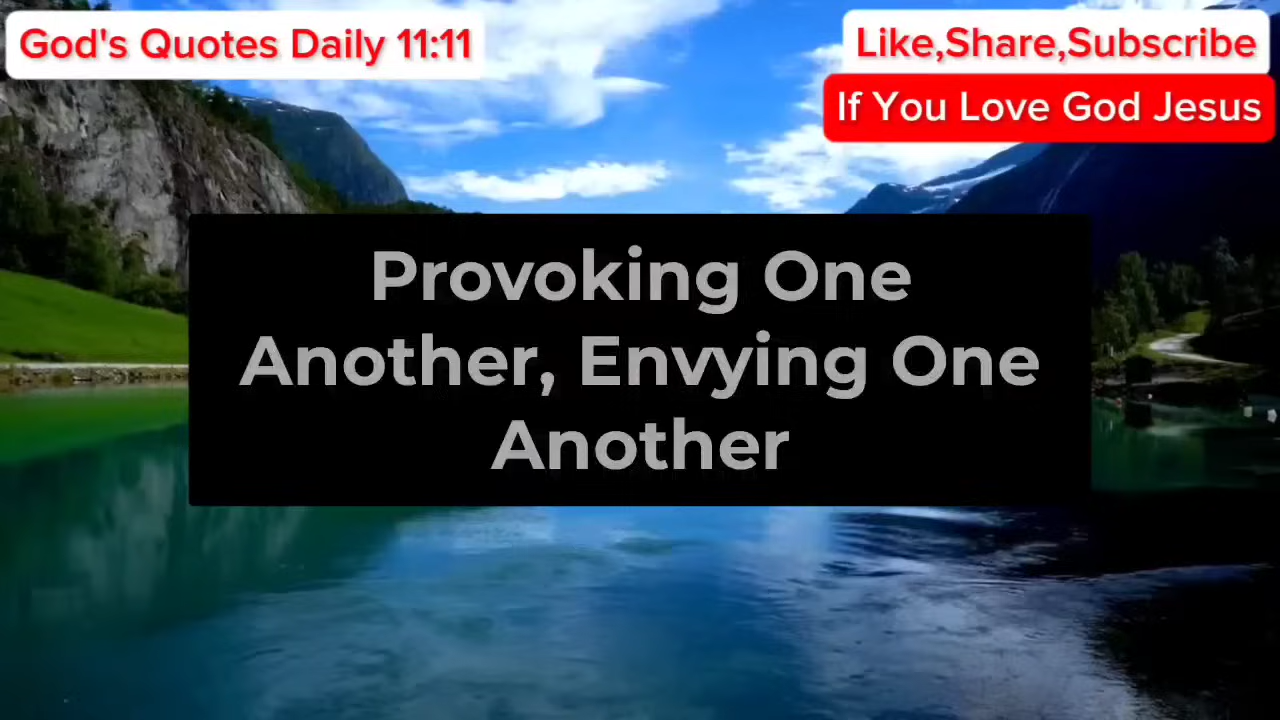 God's Quotes Daily 11:11
Like,Share,Subscribe
If You Love God Jesus
Provoking One
Another, Envying One
Another